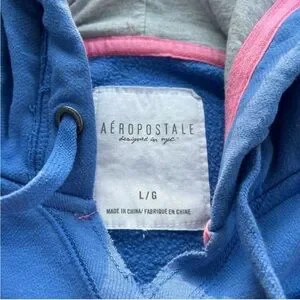 AÉROPOSTALE
designed in nyc
L/G
MADE IN CHINA/ FABRIQUÉ EN CHINE